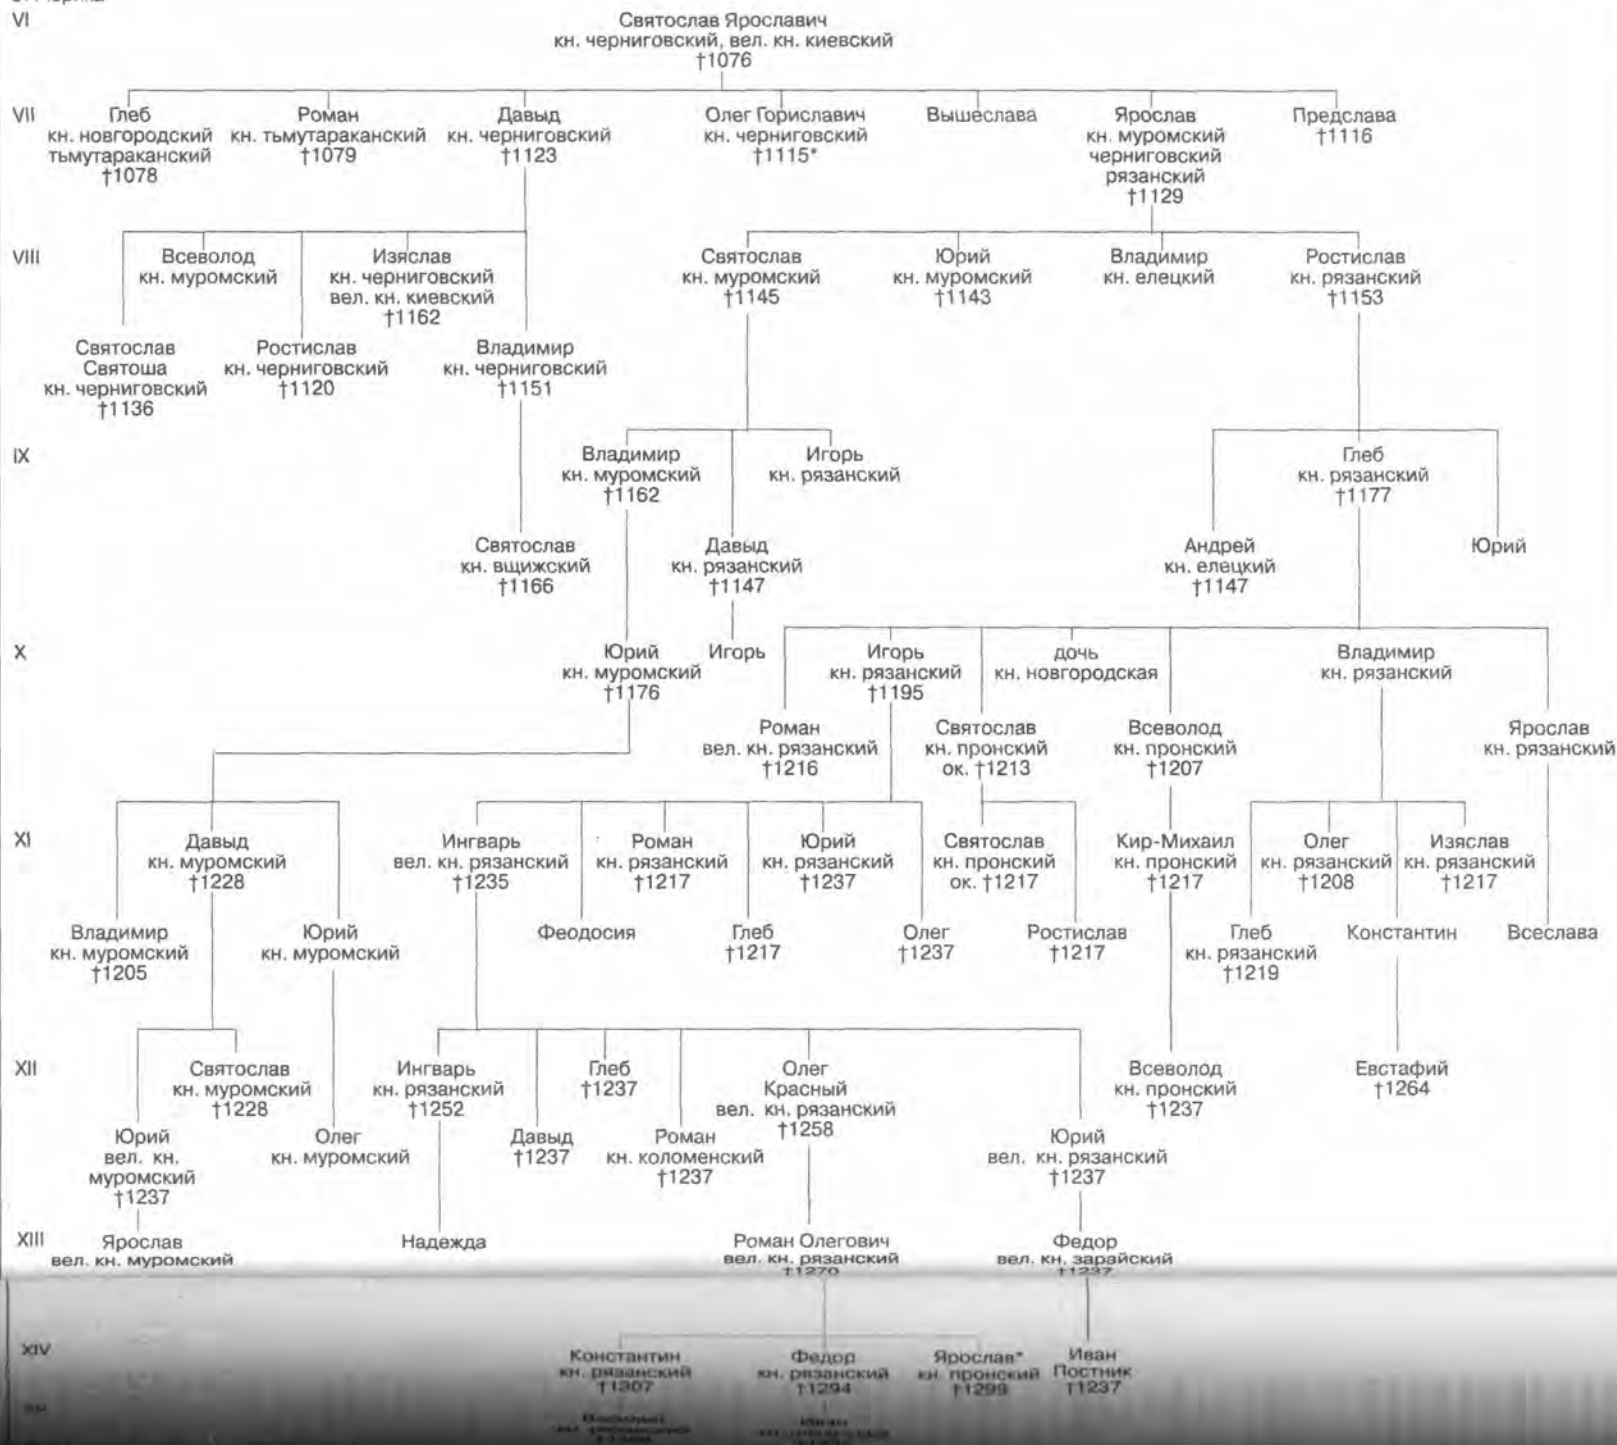 VI
Святослав Ярославич
кн. черниговский, вел. кн. киевский
†1076
VII
Глеб
кн. новгородский
тьмутараканский
†1078
Роман
кн. тьмутараканский
†1079
Давыд
кн. черниговский
†1123
Олег Гориславич
кн. черниговский
†1115*
Вышеслава
Ярослав
кн. муромский
черниговский
рязанский
†1129
Предслава
†1116
VIII
Всеволод
кн. муромский
Изяслав
кн. черниговский
вел. кн. киевский
†1162
Святослав
кн. муромский
†1145
Юрий
кн. муромский
†1143
Владимир
кн. елецкий
Ростислав
кн. рязанский
†1153
Святослав
Святоша
кн. черниговский
†1136
Ростислав
кн. черниговский
†1120
Владимир
кн. черниговский
†1151
IX
Владимир
кн. муромский
†1162
Игорь
кн. рязанский
Глеб
кн. рязанский
†1177
Святослав
кн. вщижский
†1166
Давыд
кн. рязанский
†1147
Андрей
кн. елецкий
†1147
Юрий
X
Юрий
кн. муромский
†1176
Игорь
Игорь
кн. рязанский
†1195
дочь
кн. новгородская
Владимир
кн. рязанский
Роман
вел. кн. рязанский
†1216
Святослав
кн. пронский
ок. †1213
Всеволод
кн. пронский
†1207
Ярослав
кн. рязанский
XI
Давыд
кн. муромский
†1228
Ингварь
вел. кн. рязанский
†1235
Роман
кн. рязанский
†1217
Юрий
кн. рязанский
†1237
Святослав
кн. пронский
ок. †1217
Кир-Михаил
кн. пронский
†1217
Олег
кн. рязанский
†1208
Изяслав
кн. рязанский
†1217
Владимир
кн. муромский
†1205
Юрий
кн. муромский
Феодосия
Глеб
†1217
Олег
†1237
Ростислав
†1217
Глеб
кн. рязанский
†1219
Константин
Всеслава
XII
Святослав
кн. муромский
†1228
Ингварь
кн. рязанский
†1252
Глеб
†1237
Олег
Красный
вел. кн. рязанский
†1258
Всеволод
кн. пронский
†1237
Евстафий
†1264
Юрий
вел. кн.
муромский
†1237
Олег
кн. муромский
Давыд
†1237
Роман
кн. коломенский
†1237
Юрий
вел. кн. рязанский
†1237
XIII
Ярослав
вел. кн. муромский
Надежда
Роман Олегович
вел. кн. рязанский
†1270
Федор
вел. кн. зарайский
†1237
XIV
Константин
кн. рязанский
†1307
Федор
кн. рязанский
†1294
Ярослав*
кн. пронский
†1299
Иван
Постник
†1237